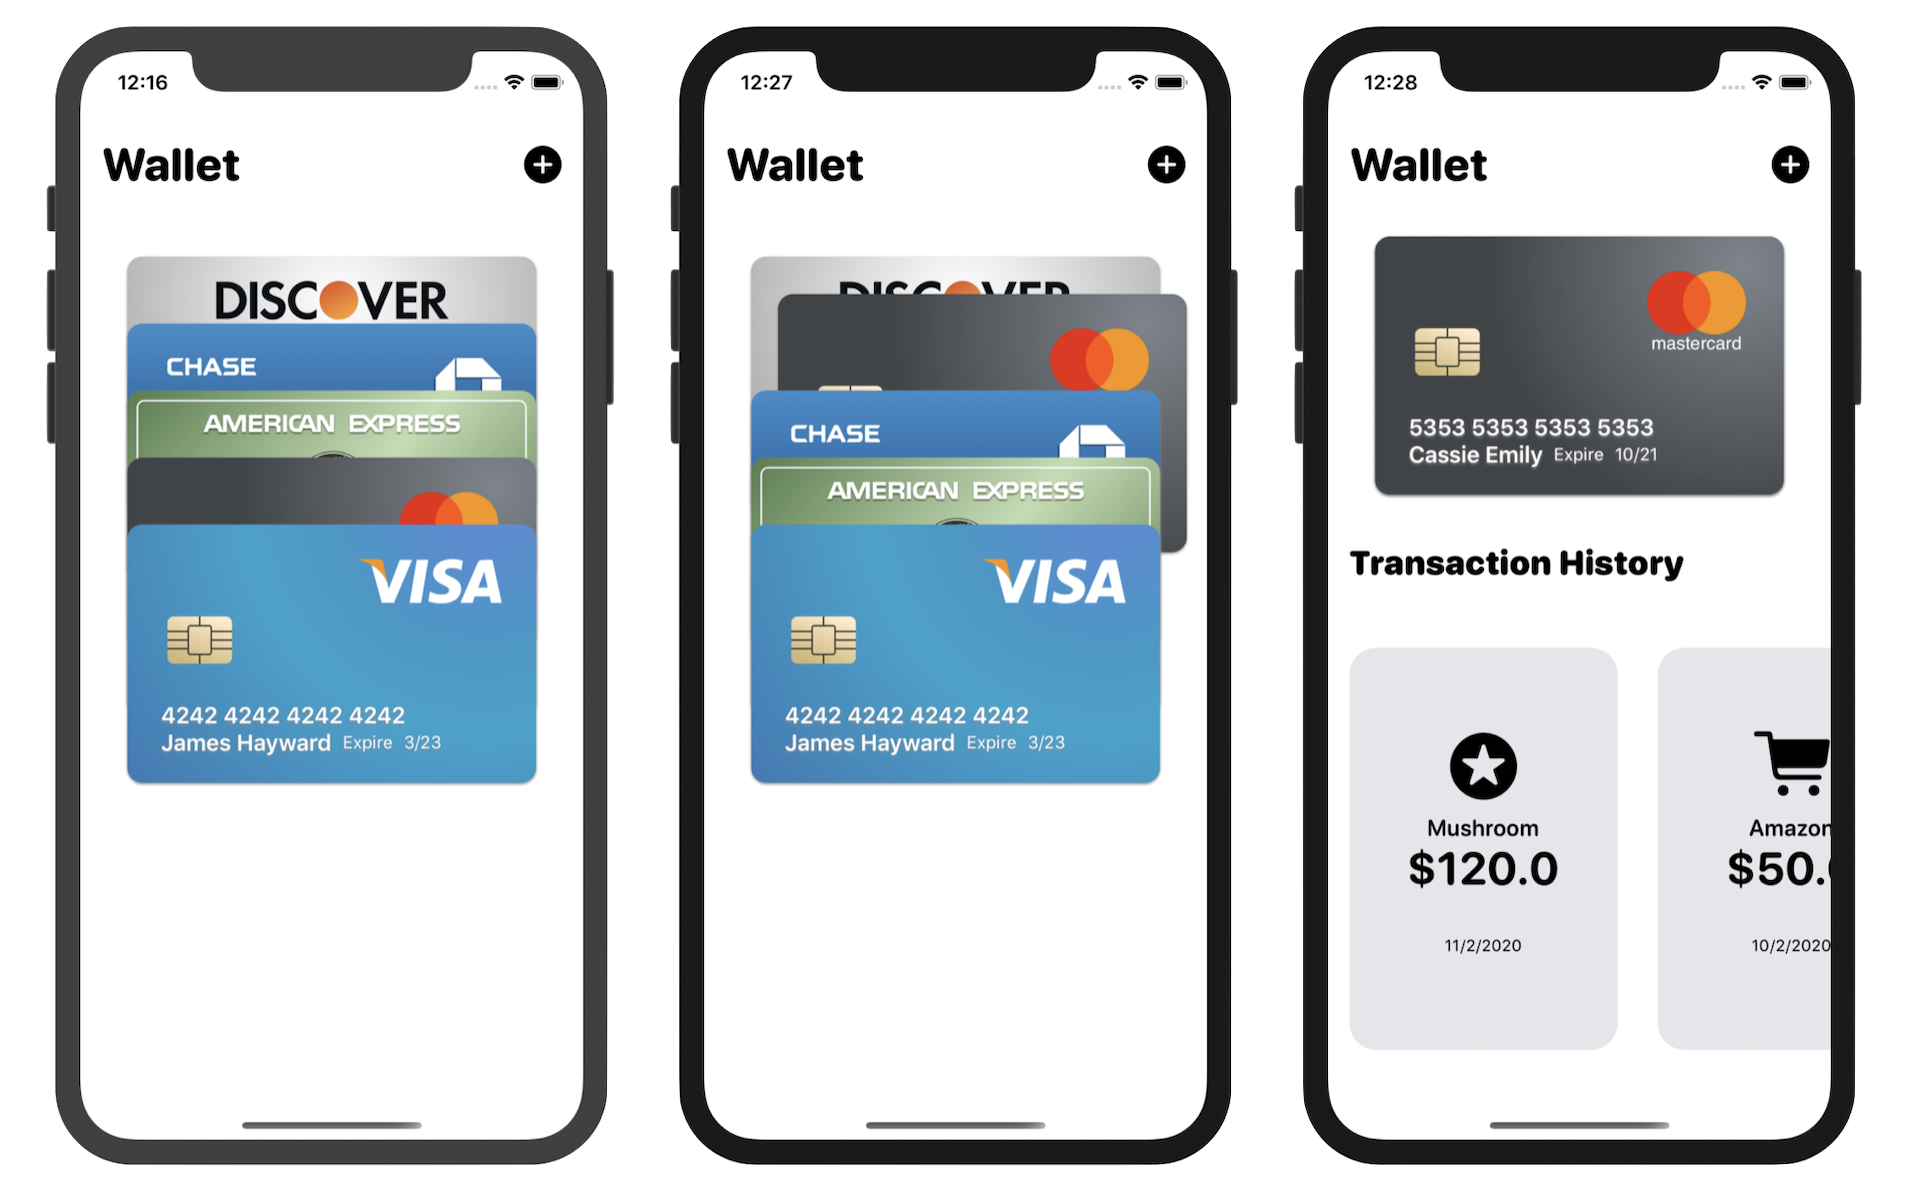 12:16
Wallet
DISCOVER
CHASE
AMERICAN EXPRESS
VISA
4242 4242 4242 4242
James Hayward Expire 3/23
12:27
Wallet
CHASE
AMERICAN EXPRESS
VISA
4242 4242 4242 4242
James Hayward Expire 3/23
12:28
Wallet
mastercard
5353 5353 5353 5353
Cassie Emily Expire 10/21
Transaction History
Mushroom
$120.0
11/2/2020
Amazon
$50.
10/2/2020